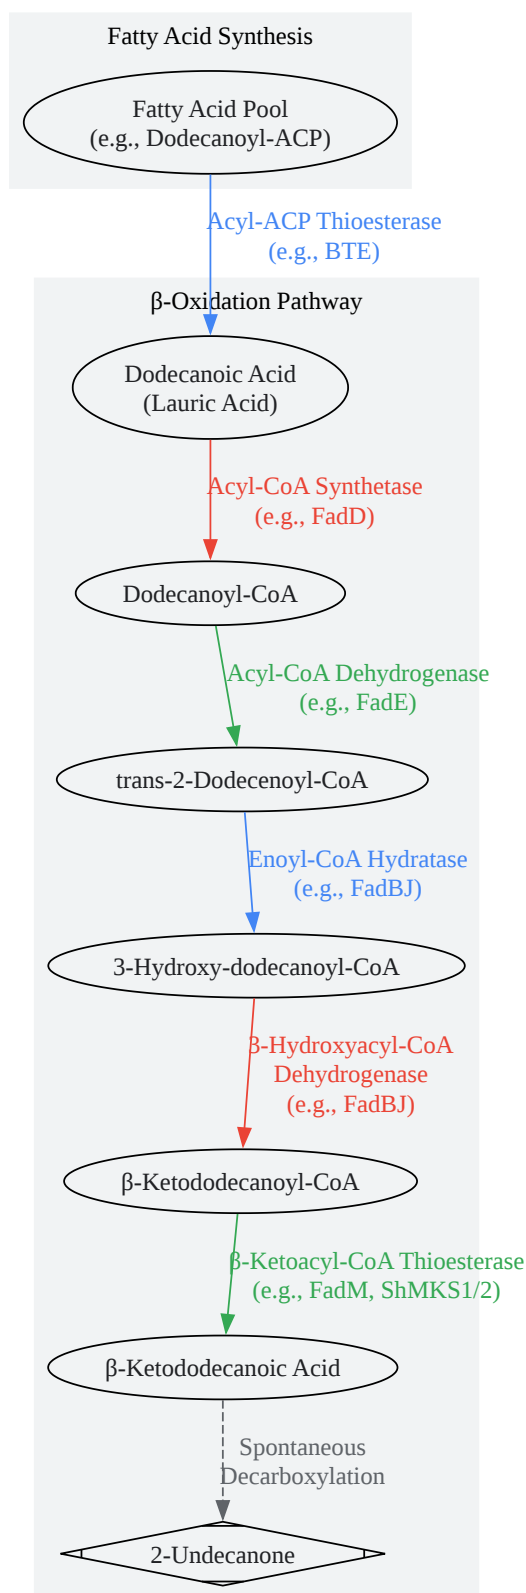 Fatty Acid Synthesis
Fatty Acid Pool
(e.g., Dodecanoyl-ACP)
Acyl-ACP Thioesterase
(e.g., BTE)
β-Oxidation Pathway
Dodecanoic Acid
(Lauric Acid)
Acyl-CoA Synthetase
(e.g., FadD)
Dodecanoyl-CoA
Acyl-CoA Dehydrogenase
(e.g., FadE)
trans-2-Dodecenoyl-CoA
Enoyl-CoA Hydratase
(e.g., FadBJ)
3-Hydroxy-dodecanoyl-CoA
3-Hydroxyacyl-CoA
Dehydrogenase
(e.g., FadBJ)
β-Ketododecanoyl-CoA
β-Ketoacyl-CoA Thioesterase
(e.g., FadM, ShMKS1/2)
β-Ketododecanoic Acid
Spontaneous
Decarboxylation
2-Undecanone